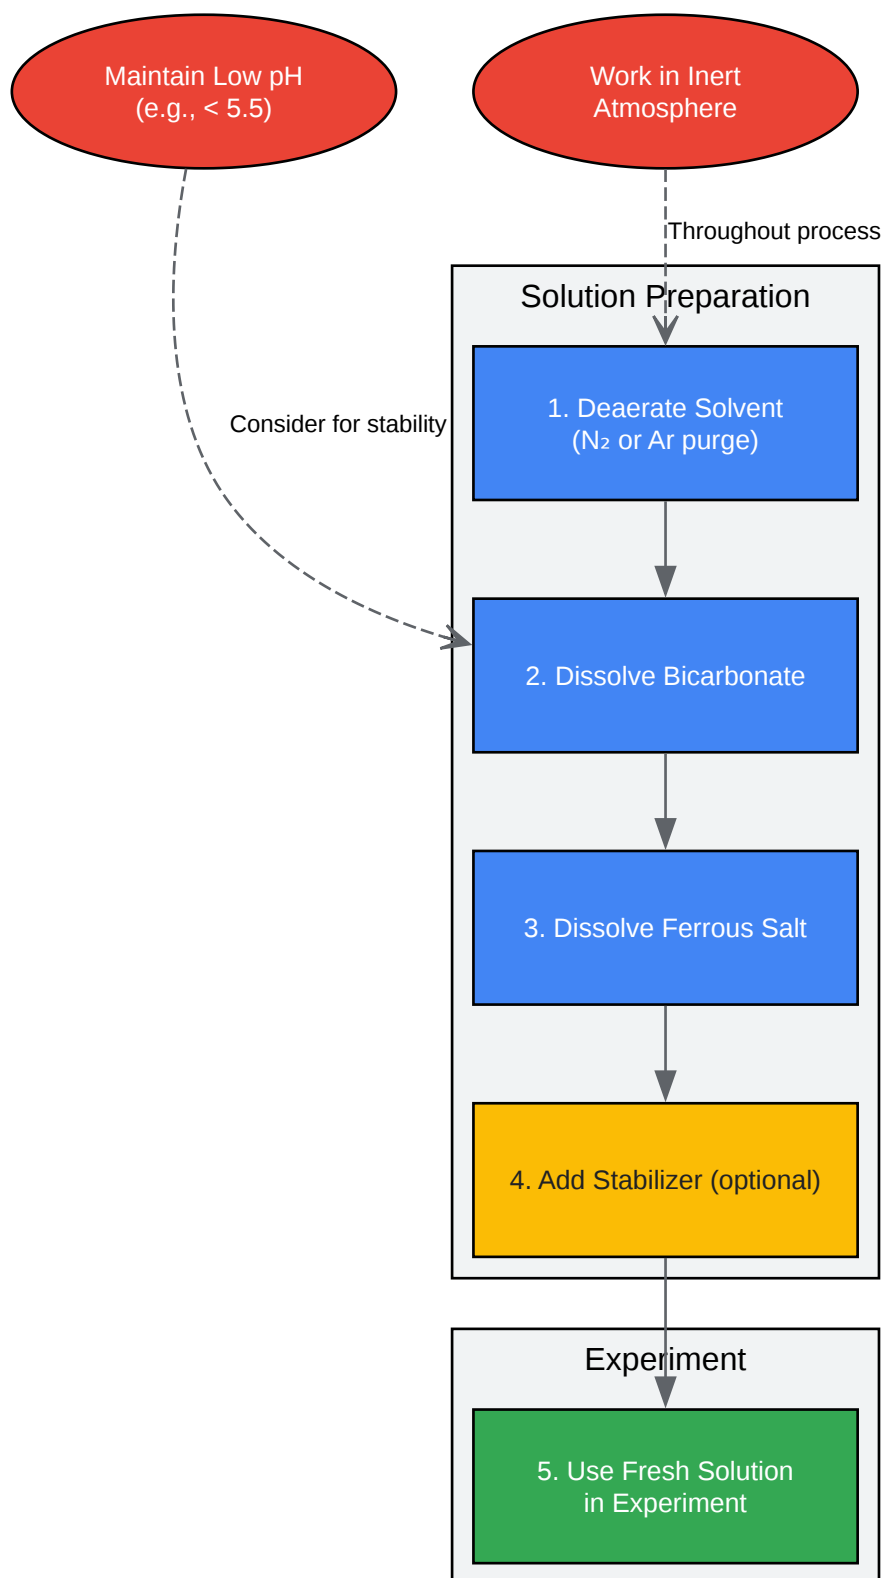 Maintain Low pH
(e.g., < 5.5)
Work in Inert
Atmosphere
Throughout process
Solution Preparation
1. Deaerate Solvent
(N₂ or Ar purge)
Consider for stability
2. Dissolve Bicarbonate
3. Dissolve Ferrous Salt
4. Add Stabilizer (optional)
Experiment
5. Use Fresh Solution
in Experiment